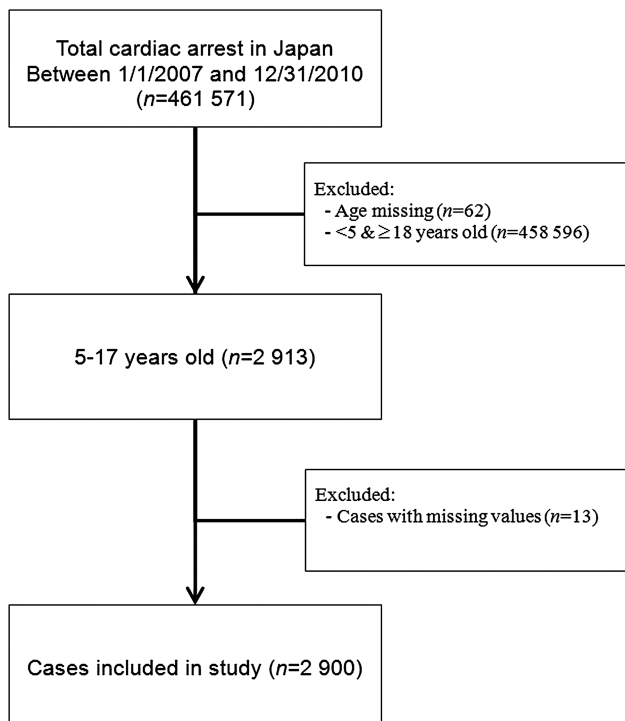 Total cardiac arrest in Japan
Between 1/1/2007 and 12/31/2010
(n=461 571)
Excluded:
- Age missing (n=62)
- <5 & ≥18 years old (n=458 596)
5-17 years old (n=2 913)
Excluded:
- Cases with missing values (n=13)
Cases included in study (n=2 900)